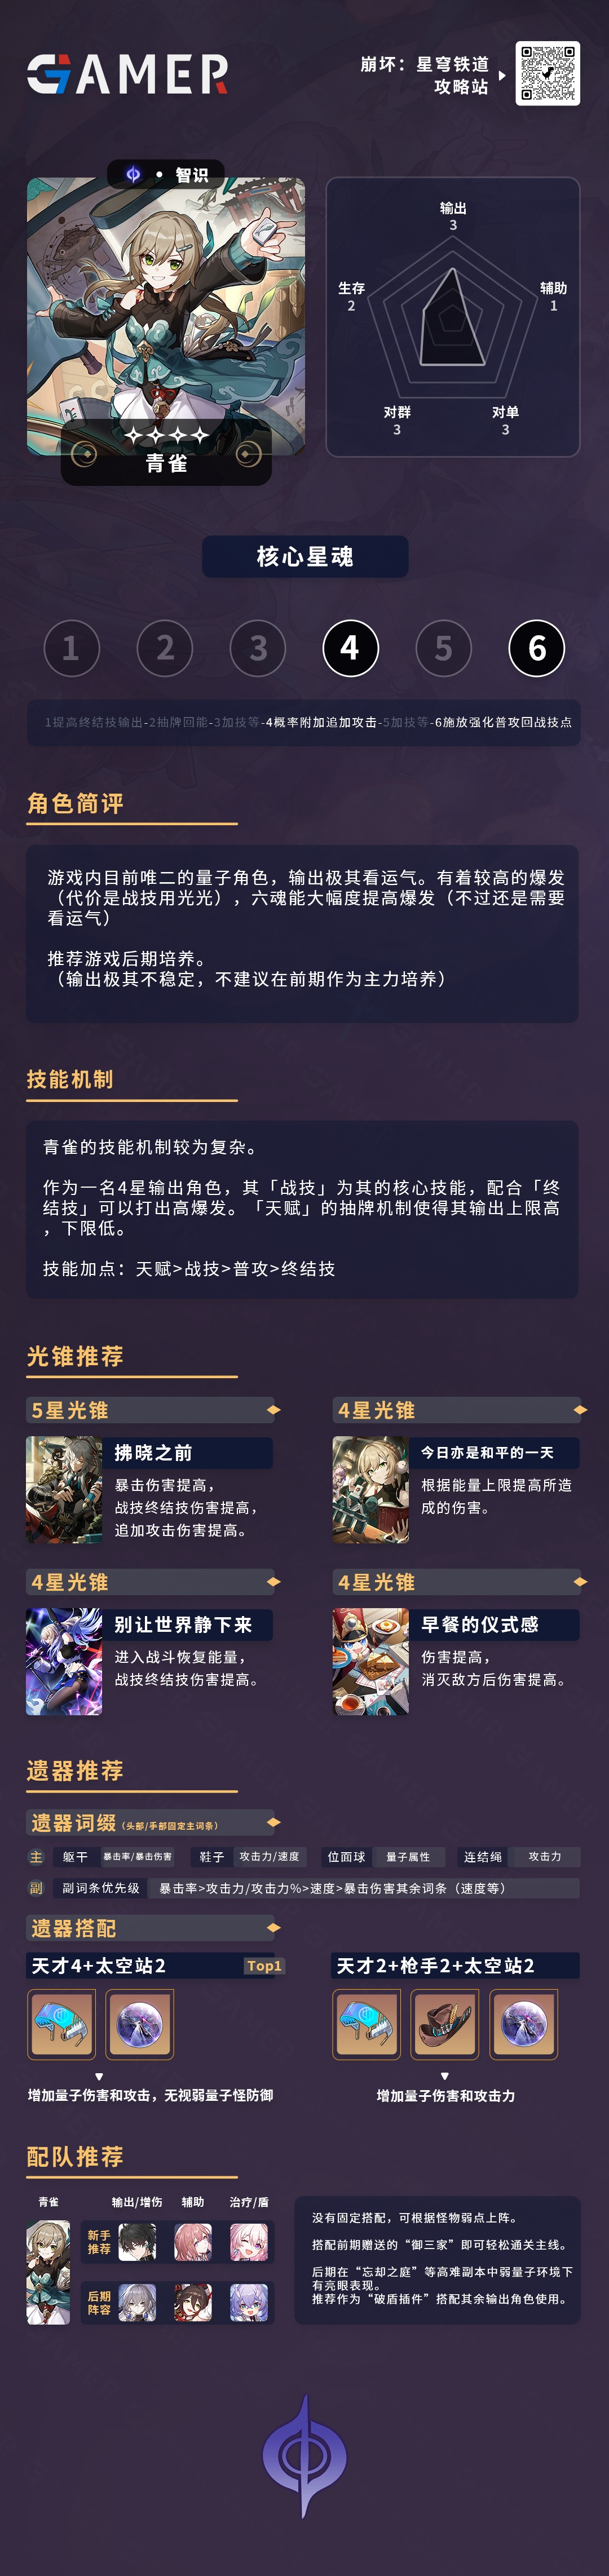 GAMER
崩坏：星穹铁道
攻略站
智识
青雀
输出
3
生存
2
辅助
1
对群
3
对单
3
核心星魂
1 2 3 4 5 6
1提高终结技输出-2抽牌回能-3加技等-4概率附加追加攻击-5加技等-6施放强化普攻回战技点
角色简评
游戏内目前唯二的量子角色，输出极其看运气。有着较高的爆发
（代价是战技用光光），六魂能大幅度提高爆发（不过还是需要
看运气）
推荐游戏后期培养。
（输出极其不稳定，不建议在前期作为主力培养）
技能机制
青雀的技能机制较为复杂。
作为一名4星输出角色，其「战技」为其的核心技能，配合「终
结技」可以打出高爆发。「天赋」的抽牌机制使得其输出上限高
，下限低。
技能加点：天赋>战技>普攻>终结技
光锥推荐
5星光锥
拂晓之前
暴击伤害提高，
战技终结技伤害提高，
追加攻击伤害提高。
4星光锥
今日亦是和平的一天
根据能量上限提高所造
成的伤害。
4星光锥
别让世界静下来
进入战斗恢复能量，
战技终结技伤害提高。
4星光锥
早餐的仪式感
伤害提高，
消灭敌方后伤害提高。
遗器推荐
遗器词缀（头部/手部固定主词条）
主 躯干 暴击率/暴击伤害 鞋子 攻击力/速度 位面球 量子属性 连结绳 攻击力
副 副词条优先级 暴击率>攻击力/攻击力%>速度>暴击伤害其余词条（速度等）
遗器搭配
天才4+太空站2 Top1
增加量子伤害和攻击，无视弱量子怪防御
天才2+枪手2+太空站2
增加量子伤害和攻击力
配队推荐
青雀 输出/增伤 辅助 治疗/盾
新手
推荐
后期
阵容
没有固定搭配，可根据怪物弱点上阵。
搭配前期赠送的“御三家”即可轻松通关主线。
后期在“忘却之庭”等高难副本中弱量子环境下
有亮眼表现。
推荐作为“破盾插件”搭配其余输出角色使用。